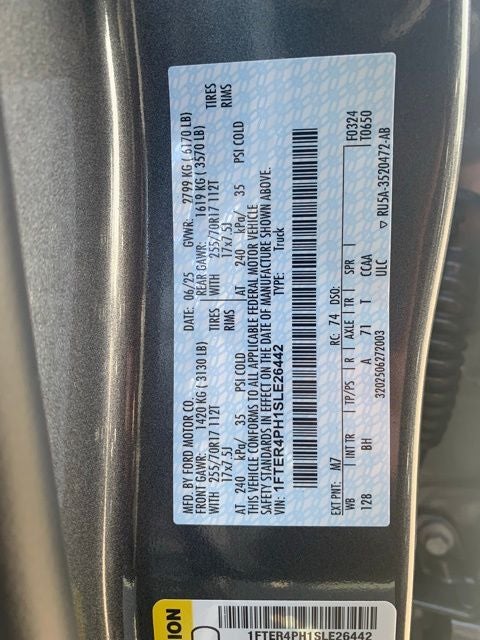 MFD. BY FORD MOTOR CO.
DATE: 06/25
GVWR: 2799 KG ( 6170 LB)
FRONT GAWR: 1420 KG ( 3130 LB)
REAR GAWR: 1619 KG ( 3570 LB)
WITH 255/70R17 112T TIRES
WITH 255/70R17 112T TIRES
17x7.5J RIMS
17x7.5J RIMS
AT 240 kPa/ 35 PSI COLD
AT 240 kPa/ 35 PSI COLD
THIS VEHICLE CONFORMS TO ALL APPLICABLE FEDERAL MOTOR VEHICLE
SAFETY STANDARDS IN EFFECT ON THE DATE OF MANUFACTURE SHOWN ABOVE.
VIN: 1FTER4PH1SLE26442
TYPE: Truck
F0324
T0650
EXT PNT: M7 RC: 74 DSO:
WB INT TR TP/PS R AXLE TR SPR
128 BH A 71 T CCAA
3202506272003 ULC
▽ RU5A-3520472-AB
ION
1FTER4PH1SLE26442